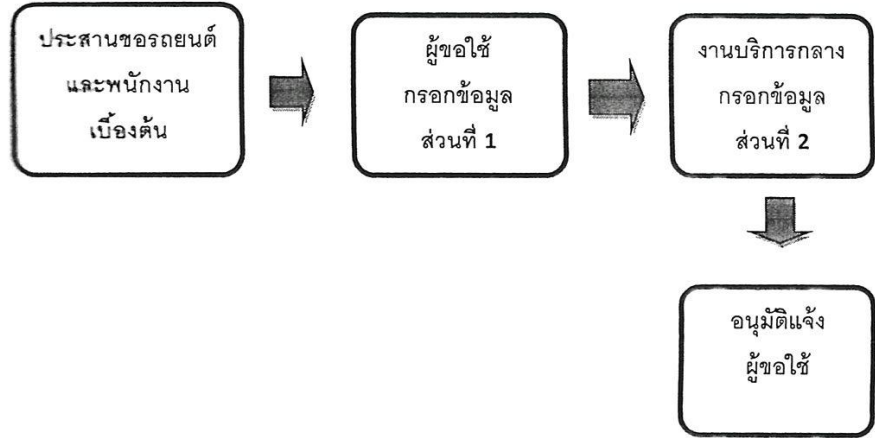 ประสานขอรถยนต์
และพนักงาน
เบื้องต้น
ผู้ขอใช้
กรอกข้อมูล
ส่วนที่ 1
งานบริการกลาง
กรอกข้อมูล
ส่วนที่ 2
อนุมัติแจ้ง
ผู้ขอใช้